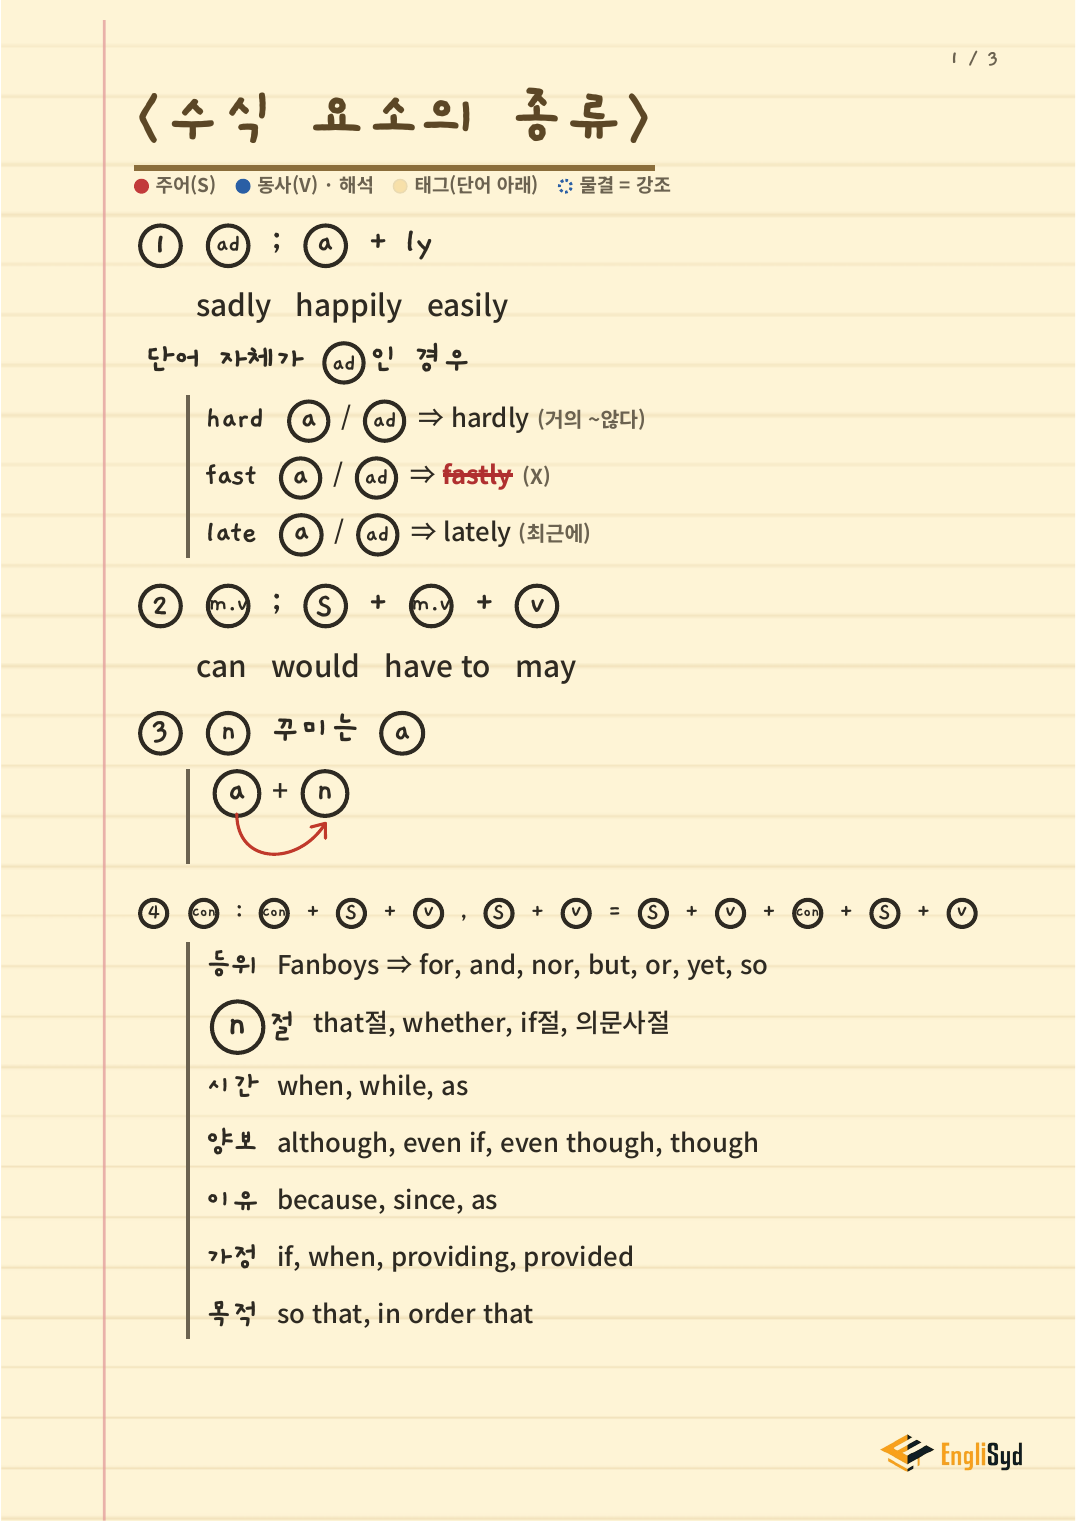 1 / 3
<수식 요소의 종류>
주어(S) 동사(V) · 해석 태그(단어 아래) 물결 = 강조
1 ad ; a + ly
sadly happily easily
단어 자체가 ad인 경우
hard a / ad ⇒ hardly (거의 ~않다)
fast a / ad ⇒ fastly (X)
late a / ad ⇒ lately (최근에)
2 m.v ; S + m.v + v
can would have to may
3 n 꾸미는 a
a + n
4 con : con + S + v , S + v = S + v + con + S + v
등위 Fanboys ⇒ for, and, nor, but, or, yet, so
n절 that절, whether, if절, 의문사절
시간 when, while, as
양보 although, even if, even though, though
이유 because, since, as
가정 if, when, providing, provided
목적 so that, in order that
EngliSyd